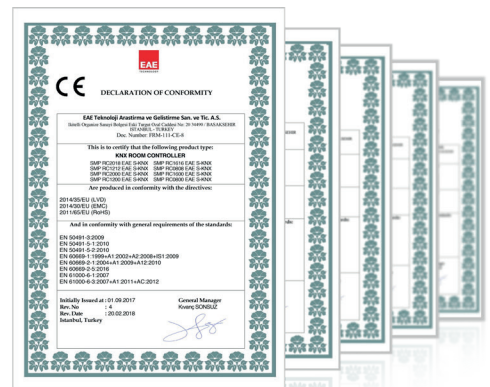 EAE
TECHNOLOGY
CE
DECLARATION OF CONFORMITY
EAE Teknoloji Arastirma ve Gelistirme San. ve Tic. A.S.
Ikitelli Organize Sanayi Bolgesi Eski Turgut Ozal Caddesi No: 20 34490 / BASAKSEHIR
ISTANBUL - TURKEY
Doc. Number: FRM-111-CE-8
This is to certify that the following product type:
KNX ROOM CONTROLLER
SMP RC2018 EAE S-KNX SMP RC1016 EAE S-KNX
SMP RC1212 EAE S-KNX SMP RC0808 EAE S-KNX
SMP RC2000 EAE S-KNX SMP RC1600 EAE S-KNX
SMP RC1200 EAE S-KNX SMP RC0800 EAE S-KNX
Are produced in conformity with the directives:
2014/35/EU (LVD)
2014/30/EU (EMC)
2011/65/EU (RoHS)
And in conformity with general requirements of the standards:
EN 50491-3:2009
EN 50491-5-1:2010
EN 50491-5-2:2010
EN 60669-1:1999+A1:2002+A2:2008+IS1:2009
EN 60669-2-1:2004+A1:2009+A12:2010
EN 60669-2-5:2016
EN 61000-6-1:2007
EN 61000-6-3:2007+A1:2011+AC:2012
Initially Issued at : 01.09.2017 General Manager
Rev. No : 4 Kıvanç SONSUZ
Rev. Date : 20.02.2018
Istanbul, Turkey